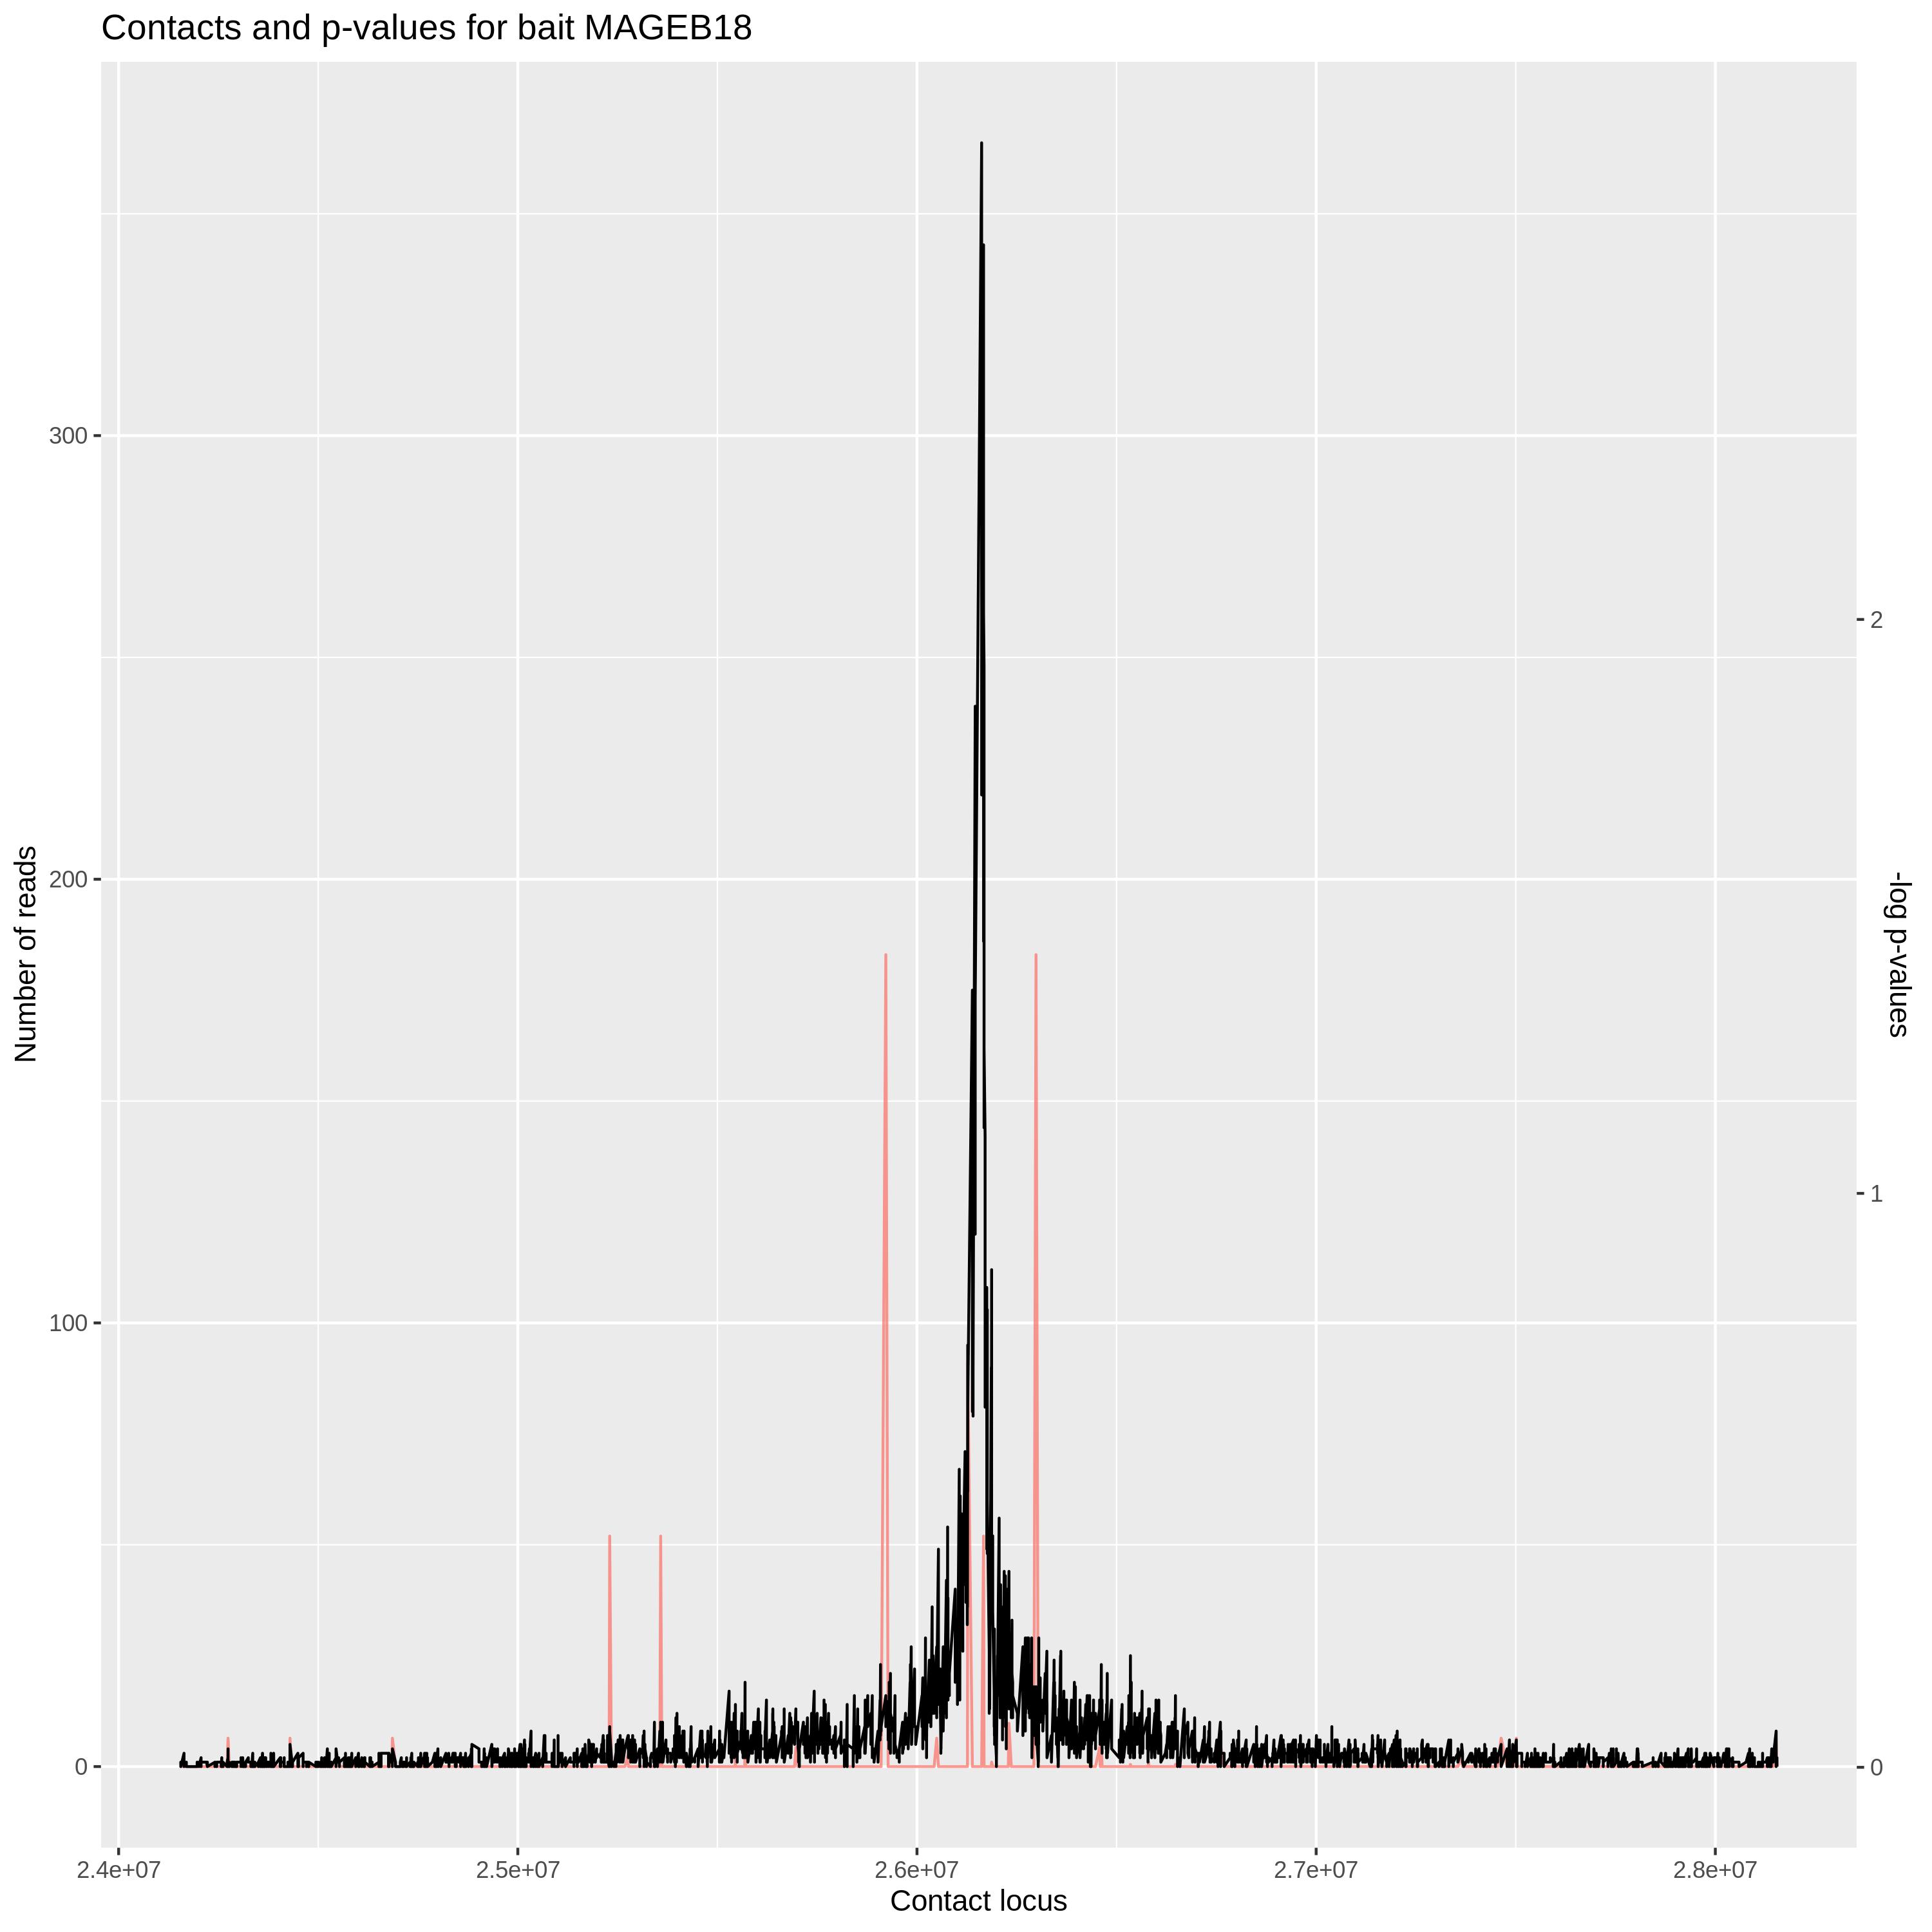 Contacts and p-values for bait MAGEB18
Number of reads
300
200
100
0
2
1
0
-log p-values
2.4e+07
2.5e+07
2.6e+07
2.7e+07
2.8e+07
Contact locus